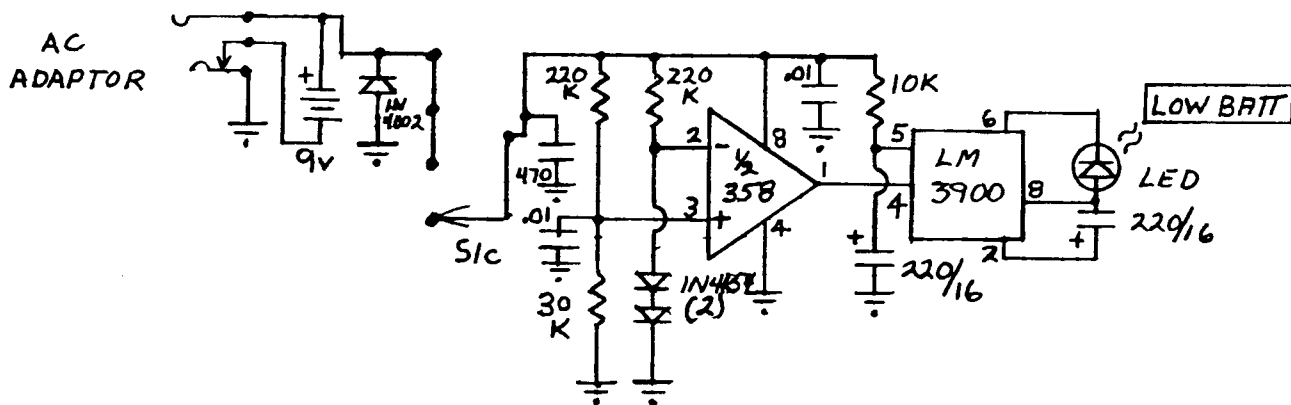 AC
ADAPTOR
+
9V
1N
4002
S/C
470
.01
220
K
220
K
30
K
2
-
3
+
1/2
358
8
1
4
1N4154
(2)
.01
10K
+
220/16
5
4
LM
3900
6
8
2
LOW BATT
LED
+
220/16